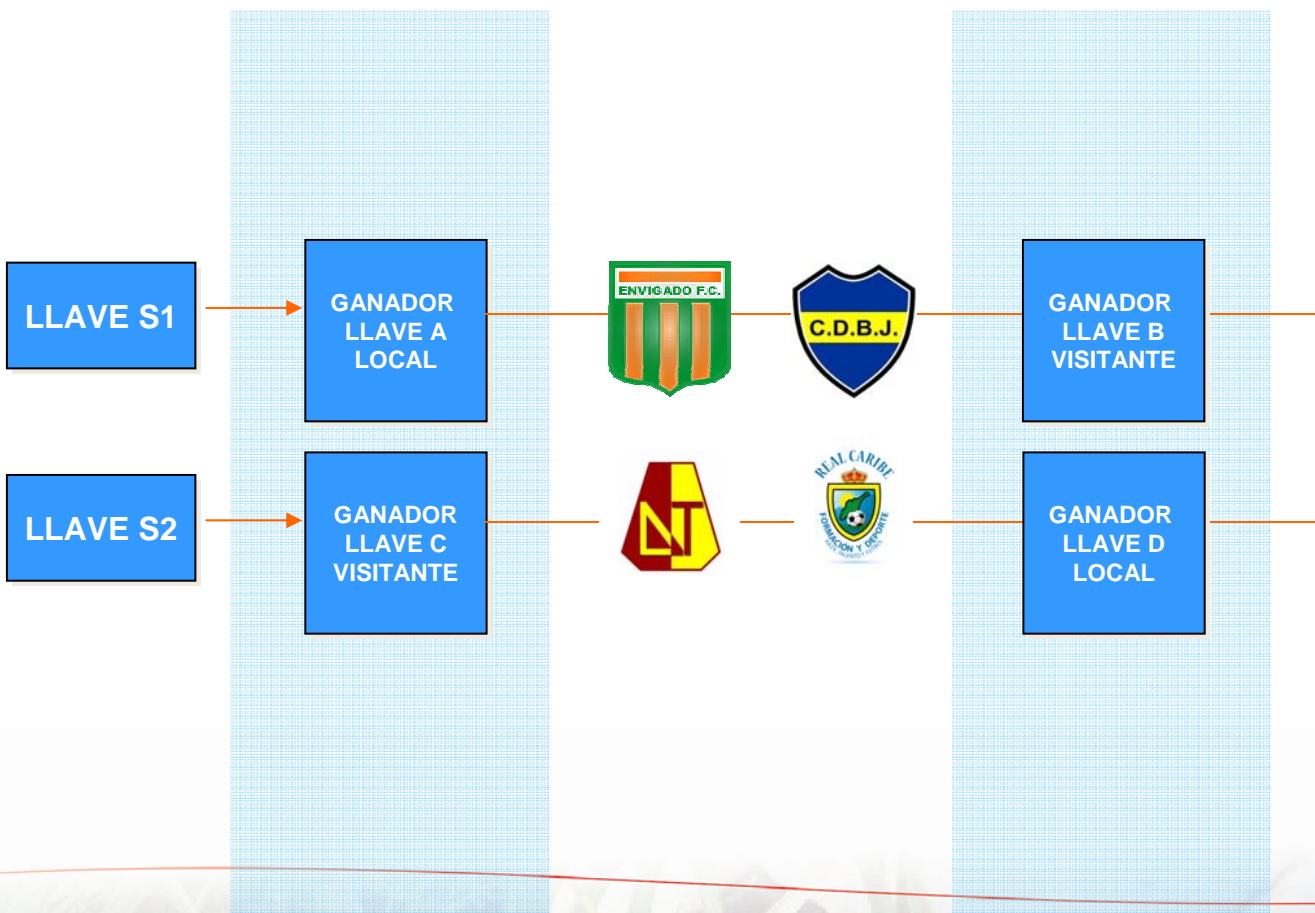 LLAVE S1
GANADOR
LLAVE A
LOCAL
ENVIGADO F.C.
C.D.B.J.
GANADOR
LLAVE B
VISITANTE
LLAVE S2
GANADOR
LLAVE C
VISITANTE
DNT
REAL CARIBE
FORMACIÓN Y DEPORTE
GANADOR
LLAVE D
LOCAL